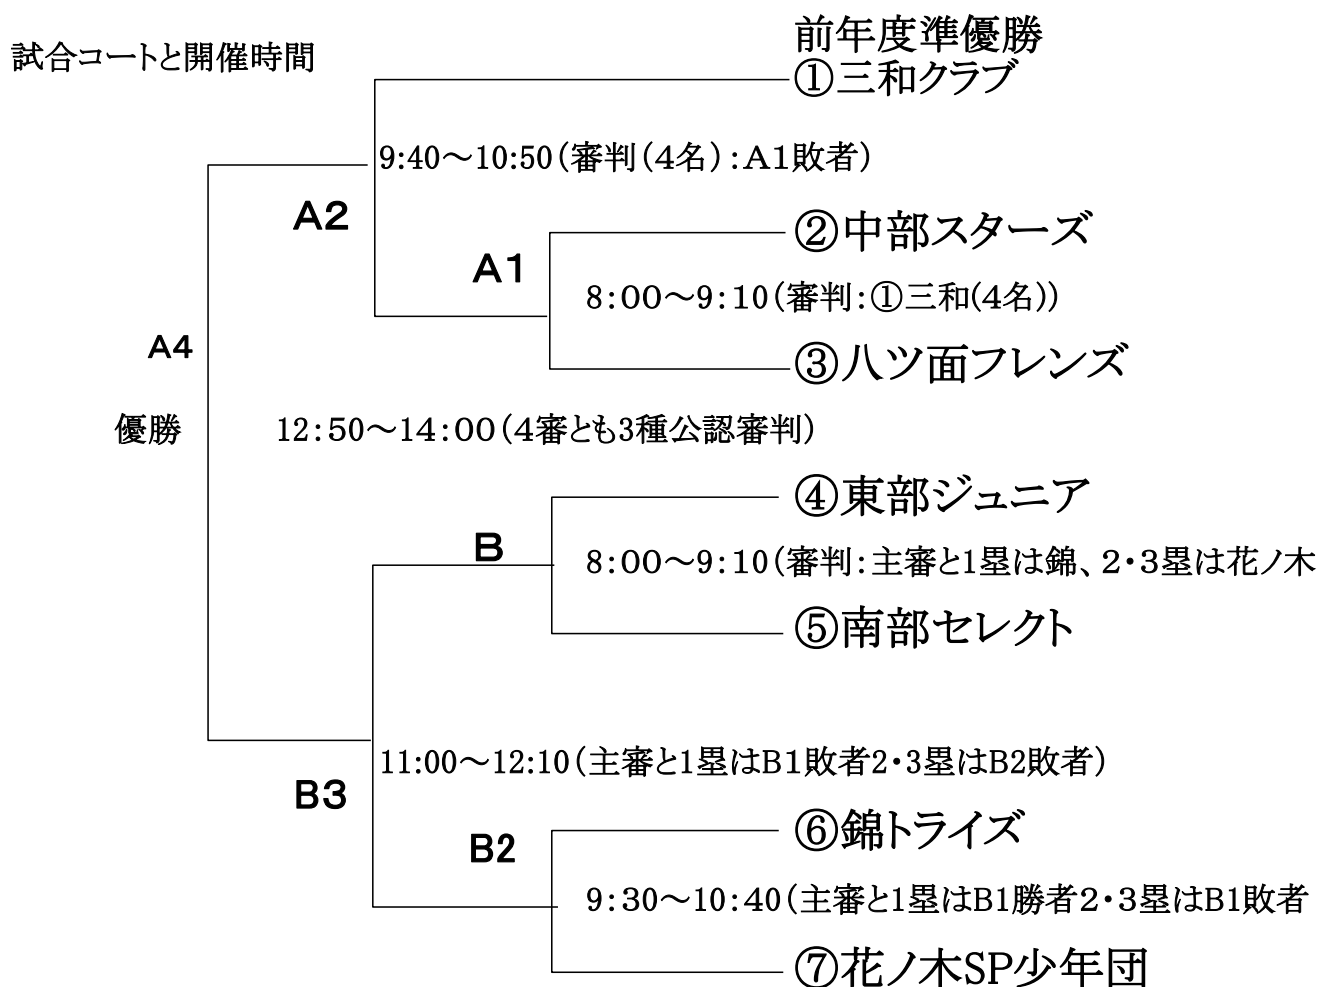 前年度準優勝
試合コートと開催時間
①三和クラブ
9:40～10:50(審判(4名):A1敗者)
A2
②中部スターズ
A1
8:00～9:10(審判:①三和(4名))
A4
③八ツ面フレンズ
優勝
12:50～14:00(4審とも3種公認審判)
④東部ジュニア
B
8:00～9:10(審判:主審と1塁は錦、2・3塁は花ノ木
⑤南部セレクト
11:00～12:10(主審と1塁はB1敗者2・3塁はB2敗者)
B3
⑥錦トライズ
B2
9:30～10:40(主審と1塁はB1勝者2・3塁はB1敗者
⑦花ノ木SP少年団